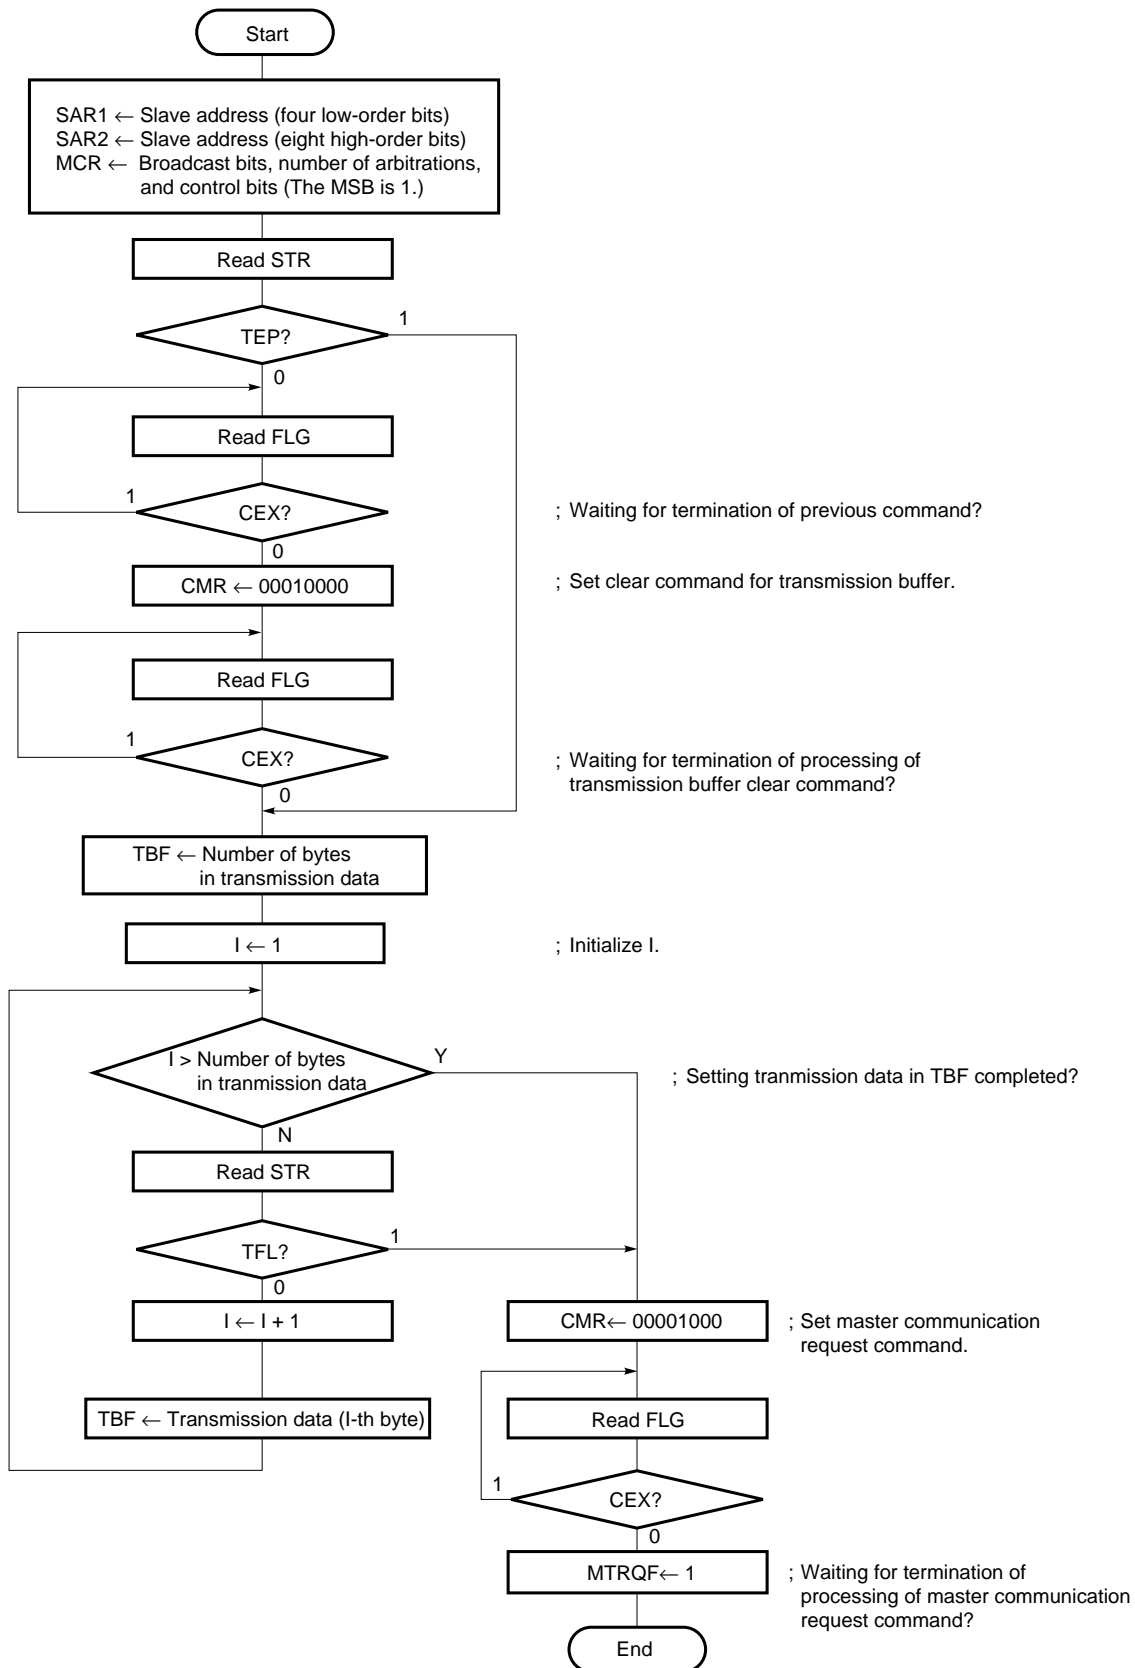 Start
SAR1 ← Slave address (four low-order bits)
SAR2 ← Slave address (eight high-order bits)
MCR ← Broadcast bits, number of arbitrations,
and control bits (The MSB is 1.)
Read STR
TEP?
1
0
Read FLG
1
CEX?
; Waiting for termination of previous command?
0
CMR ← 00010000
; Set clear command for transmission buffer.
Read FLG
1
CEX?
; Waiting for termination of processing of
transmission buffer clear command?
0
TBF ← Number of bytes
in transmission data
I ← 1
; Initialize I.
I > Number of bytes
in tranmission data
Y
; Setting tranmission data in TBF completed?
N
Read STR
TFL?
1
0
I ← I + 1
CMR← 00001000
; Set master communication
request command.
TBF ← Transmission data (I-th byte)
Read FLG
1
CEX?
0
MTRQF← 1
; Waiting for termination of
processing of master communication
request command?
End